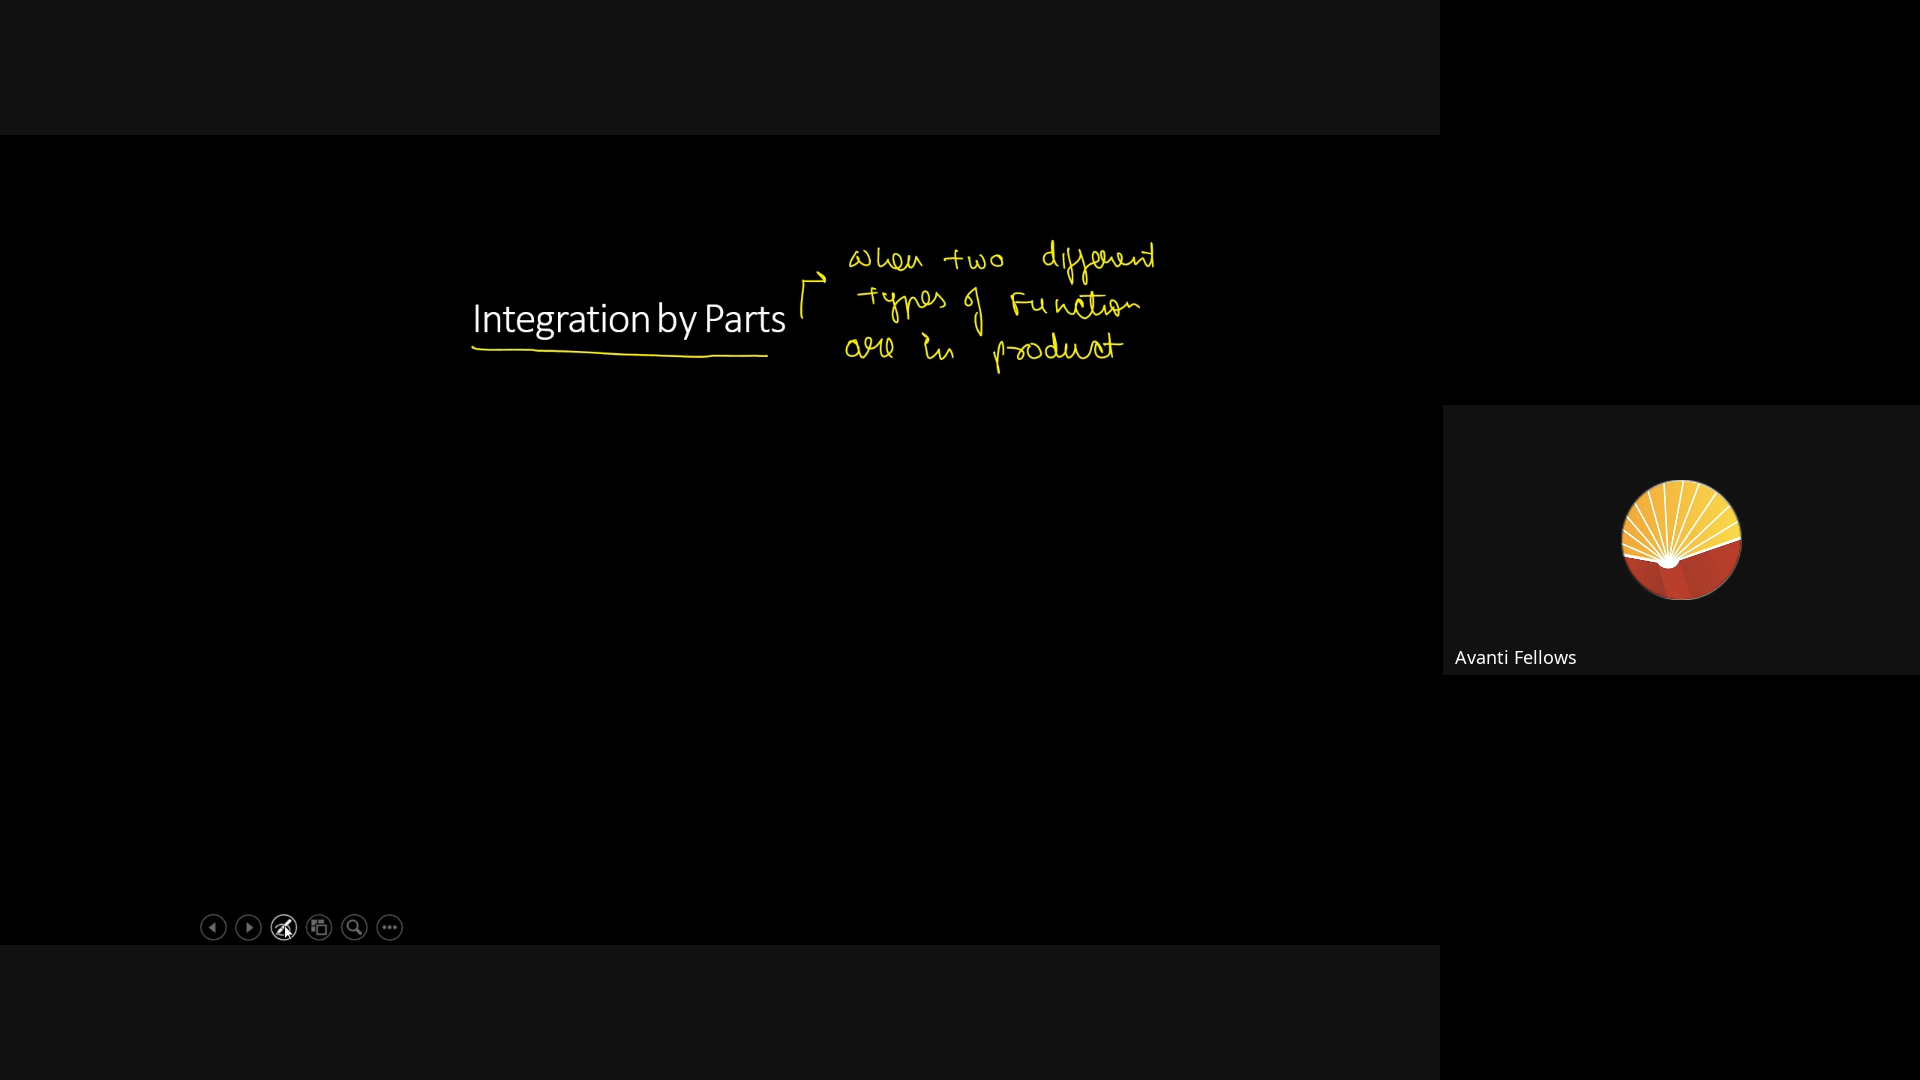 when two different
types of Function
are in product
Integration by Parts
Avanti Fellows